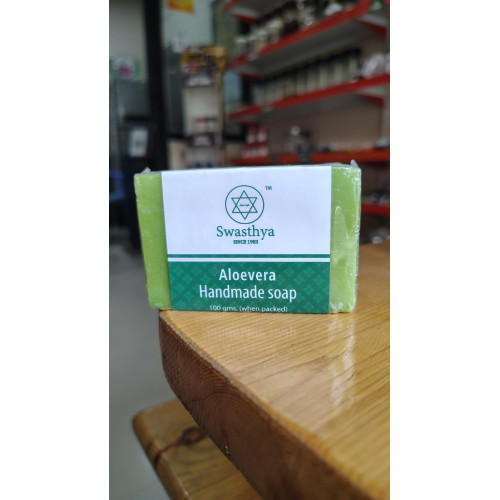 TM
Swasthya
SINCE 1983
Aloevera
Handmade soap
100 gms. (when packed)